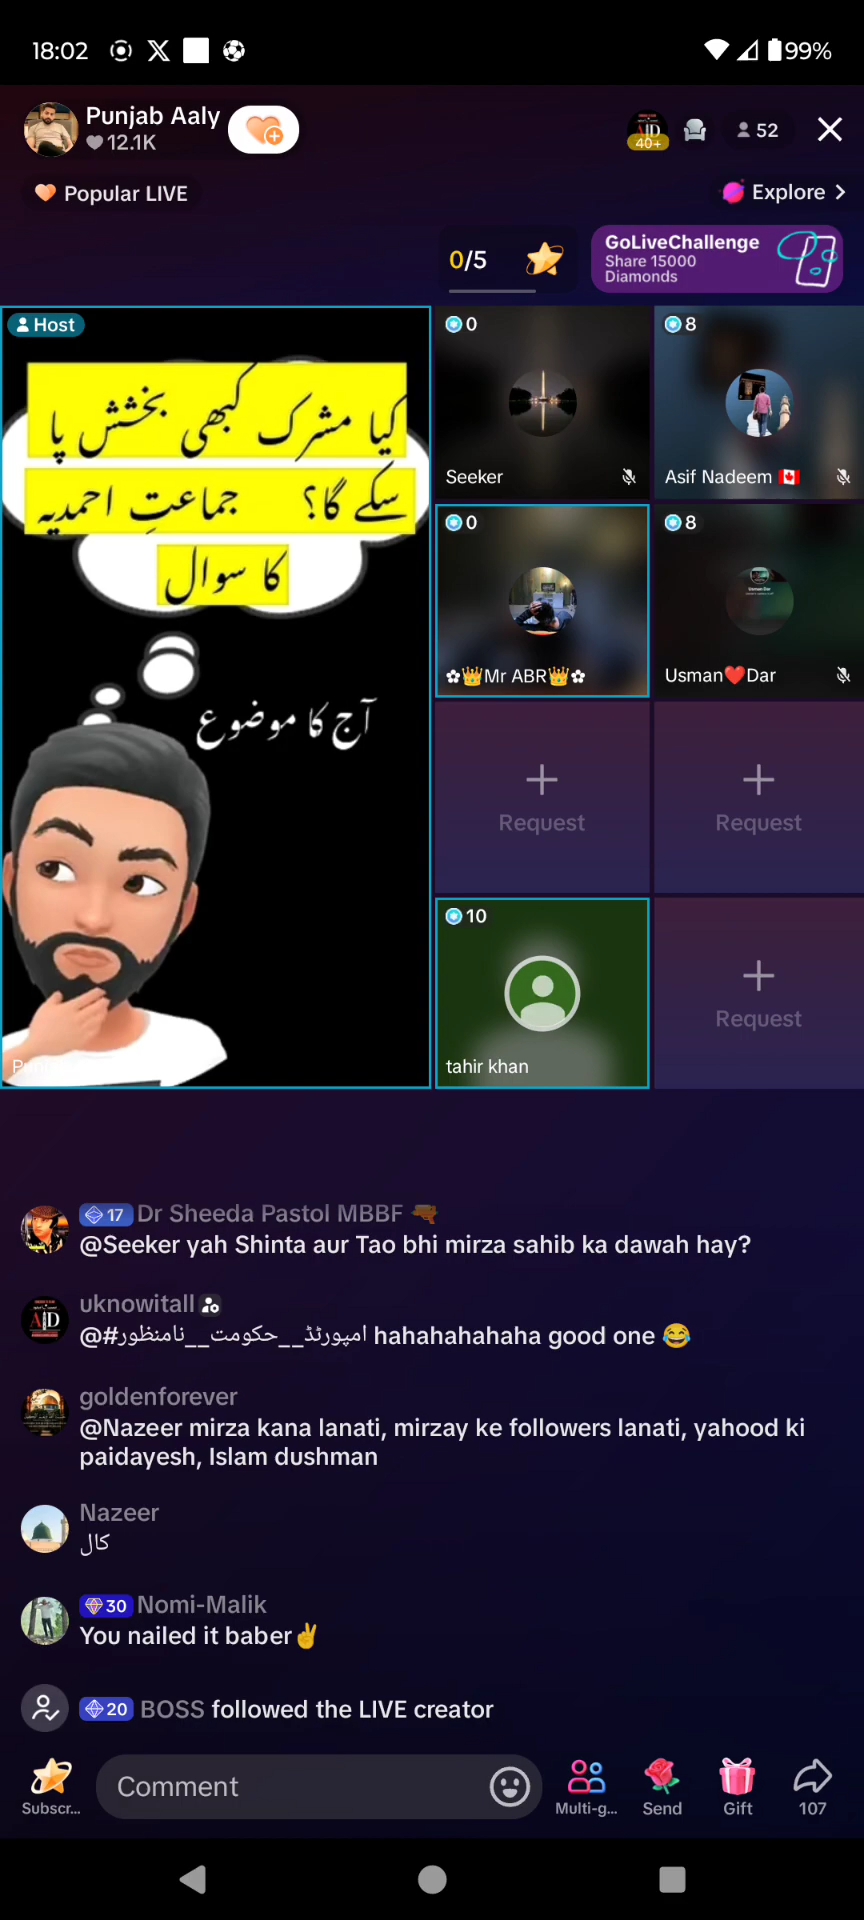 18:02
99%
Punjab Aaly
12.1K
40+
52
Popular LIVE
Explore
0/5
GoLiveChallenge
Share 15000
Diamonds
Host
کیا مشرک کبھی بخشش پا
سکے گا؟ جماعتِ احمدیہ
کا سوال
آج کا موضوع
0
Seeker
8
Asif Nadeem 🇨🇦
0
✿👑Mr ABR👑✿
8
Usman❤️Dar
Request
Request
10
tahir khan
Request
17 Dr Sheeda Pastol MBBF 🔫
@Seeker yah Shinta aur Tao bhi mirza sahib ka dawah hay?
uknowitall
@#امپورٹڈ__حکومت__نامنظور hahahahahaha good one 😂
goldenforever
@Nazeer mirza kana lanati, mirzay ke followers lanati, yahood ki
paidayesh, Islam dushman
Nazeer
کال
30 Nomi-Malik
You nailed it baber✌️
20 BOSS followed the LIVE creator
Comment
Subscr...
Multi-g...
Send
Gift
107